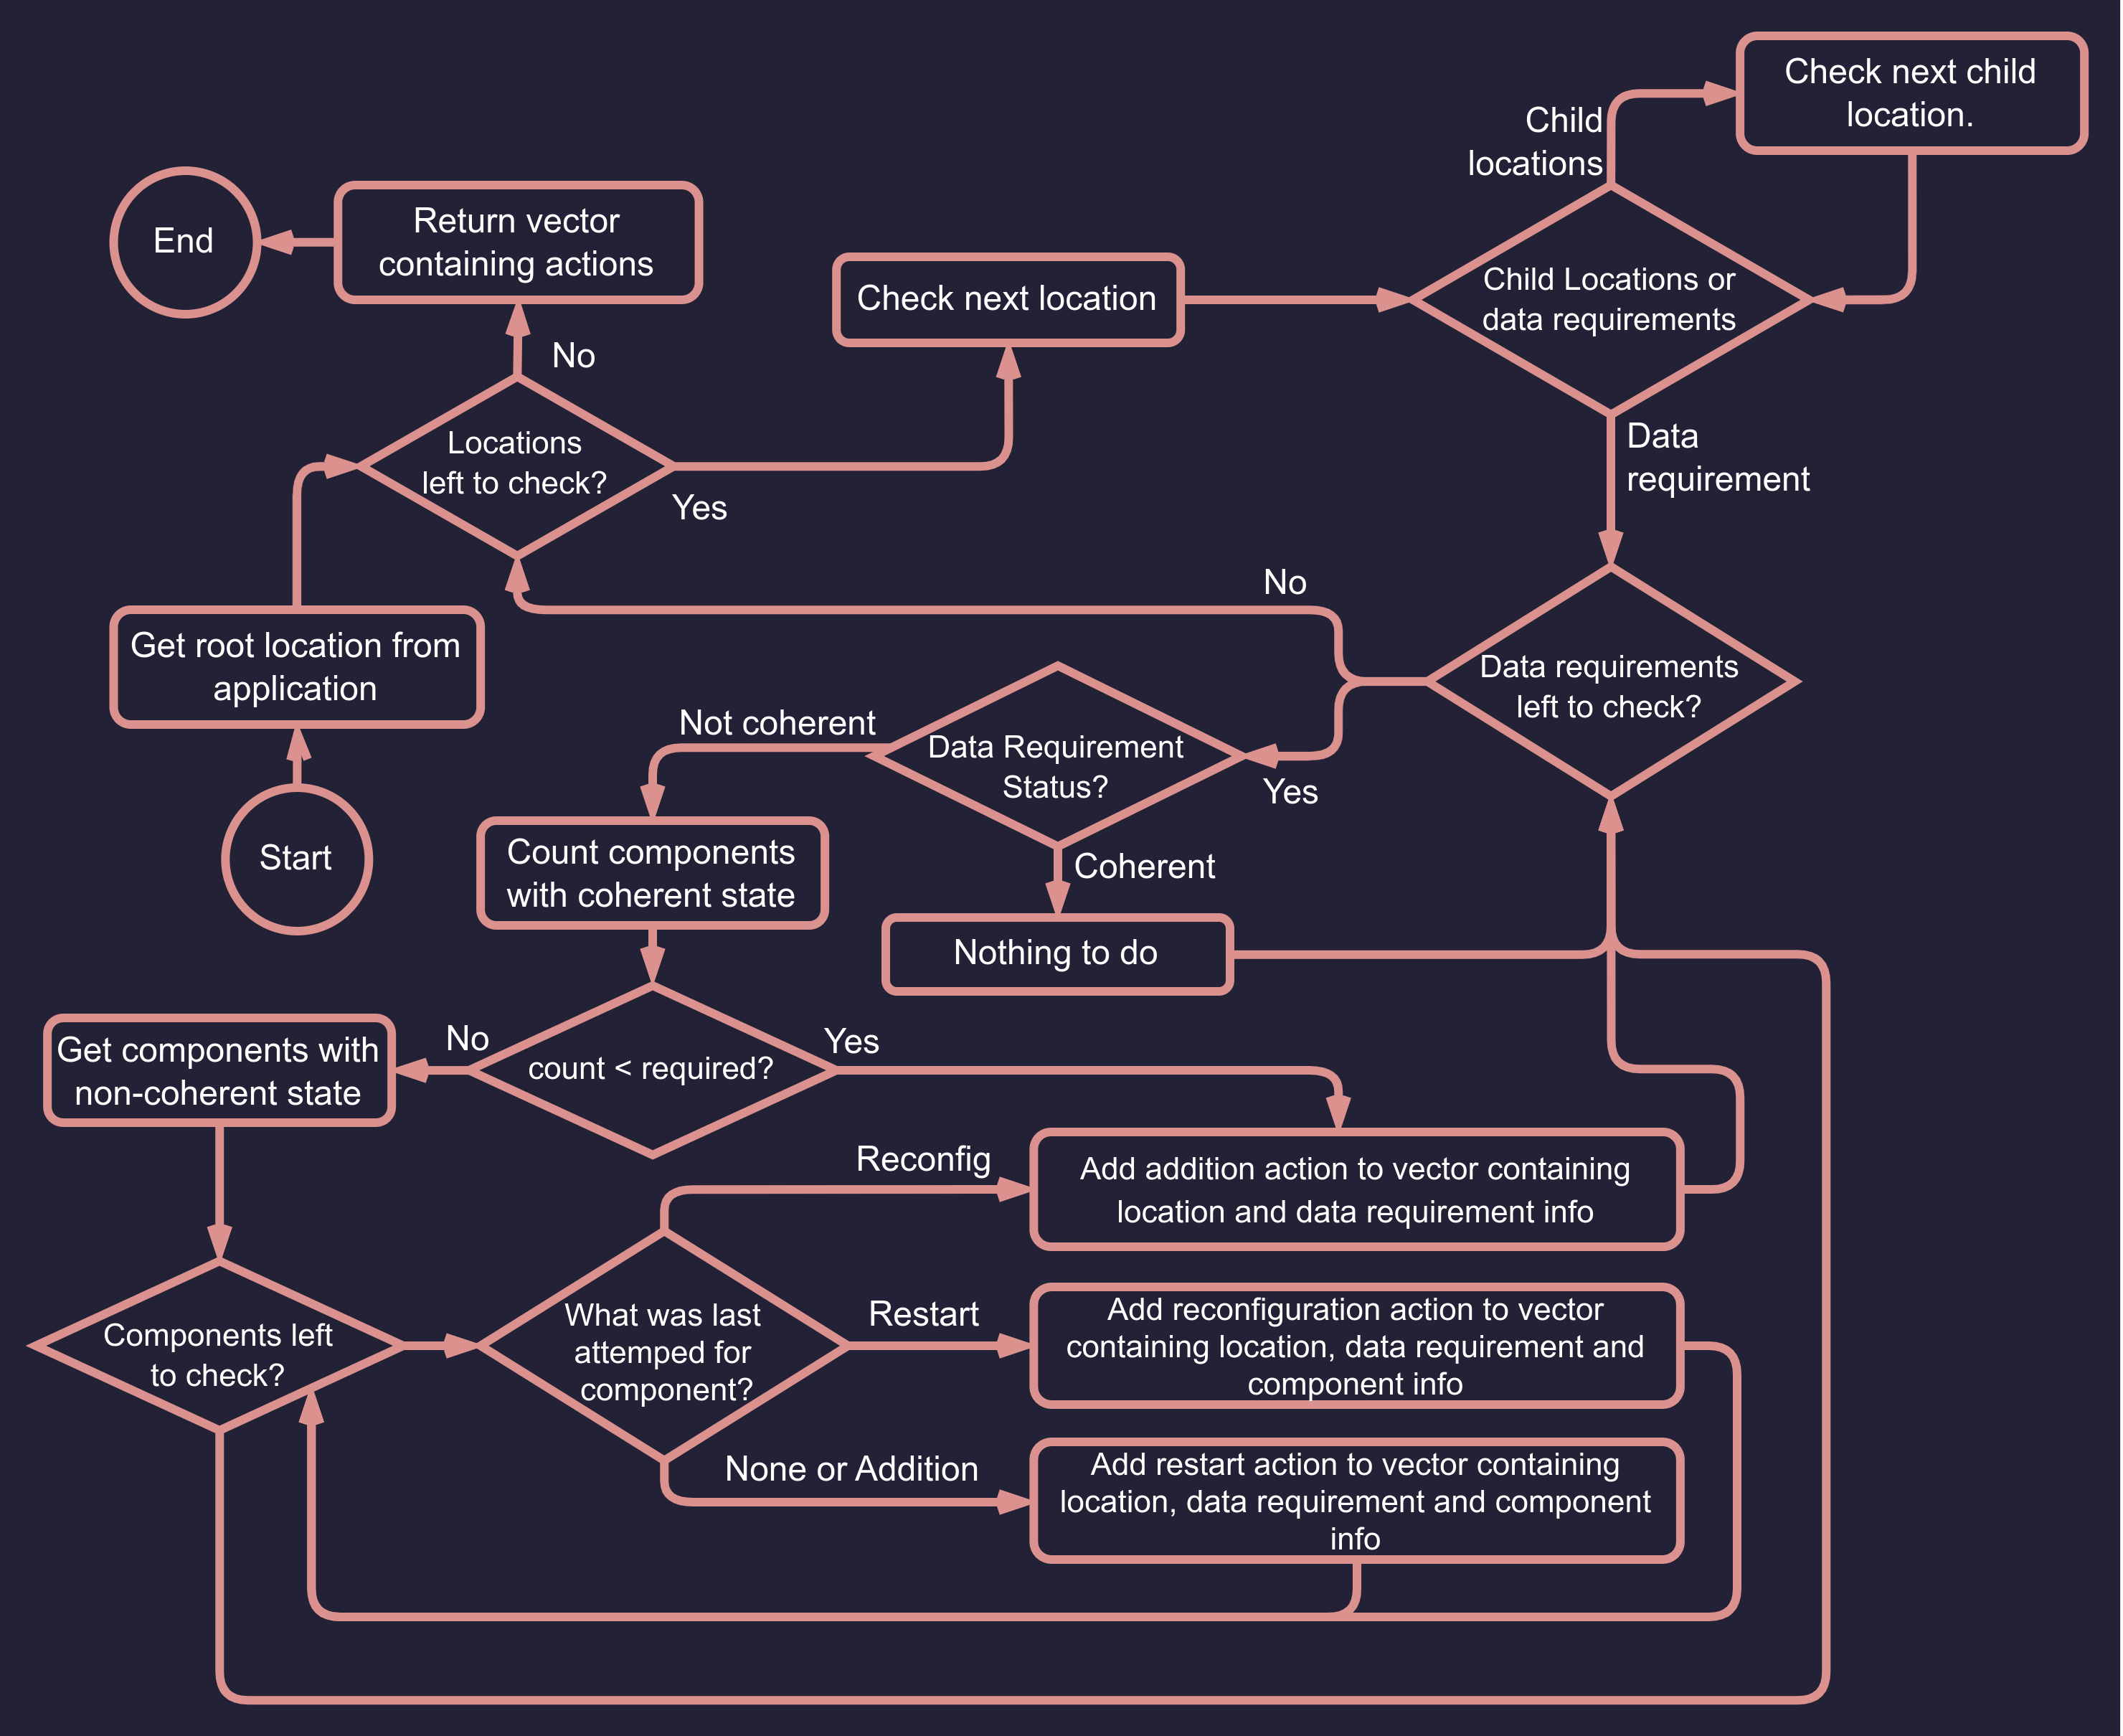 Check next child
location.
Child
locations
End
Return vector
containing actions
Check next location
Child Locations or
data requirements
No
Locations
left to check?
Yes
Data
requirement
No
Get root location from
application
Data requirements
left to check?
Not coherent
Data Requirement
Status?
Yes
Start
Count components
with coherent state
Coherent
Nothing to do
Get components with
non-coherent state
No
count < required?
Yes
Reconfig
Add addition action to vector containing
location and data requirement info
Components left
to check?
What was last
attemped for
component?
Restart
Add reconfiguration action to vector
containing location, data requirement and
component info
None or Addition
Add restart action to vector containing
location, data requirement and component
info